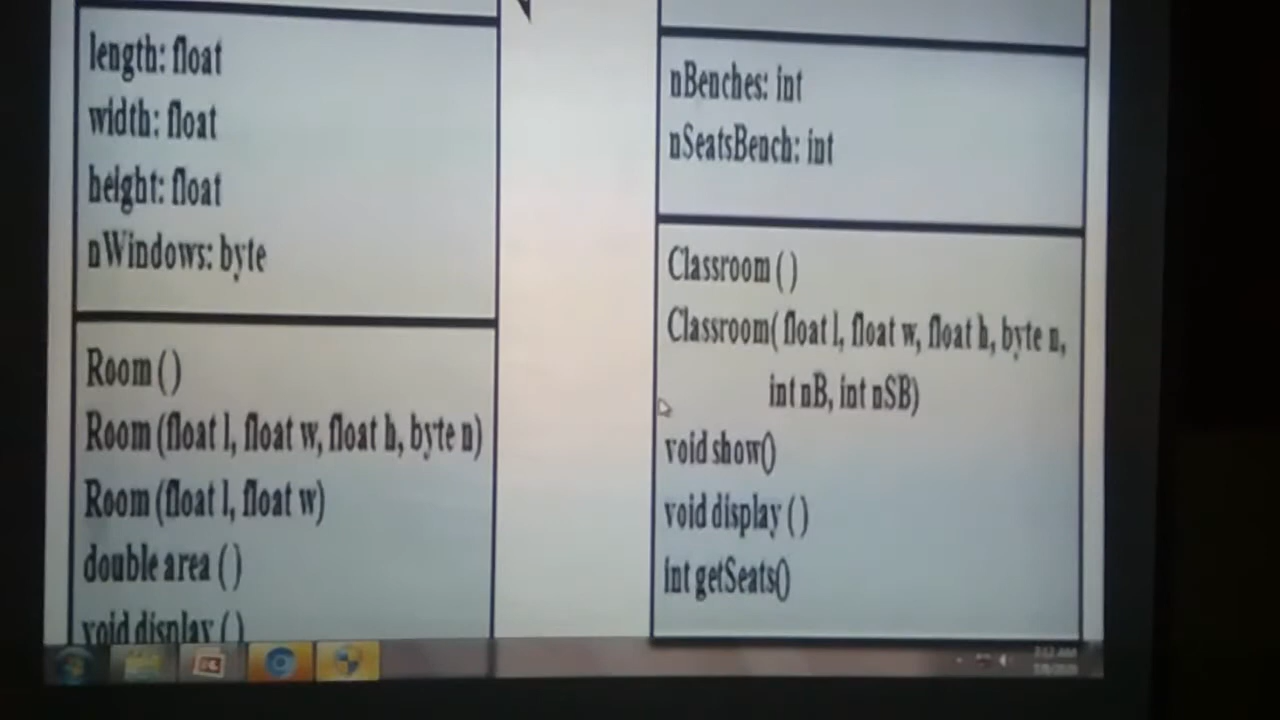 length: float
width: float
height: float
nWindows: byte
Room ()
Room (float l, float w, float h, byte n)
Room (float l, float w)
double area ()
void display ()
nBenches: int
nSeatsBench: int
Classroom ()
Classroom( float l, float w, float h, byte n,
int nB, int nSB)
void show()
void display ()
int getSeats()